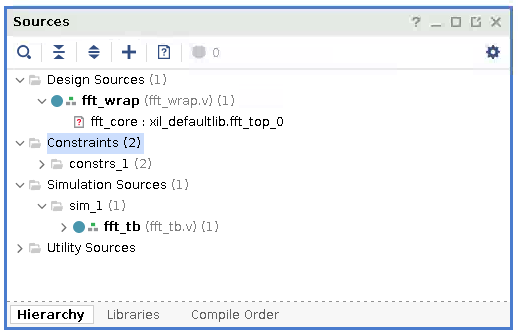 Sources
0
Design Sources (1)
fft_wrap (fft_wrap.v) (1)
fft_core : xil_defaultlib.fft_top_0
Constraints (2)
constrs_1 (2)
Simulation Sources (1)
sim_1 (1)
fft_tb (fft_tb.v) (1)
Utility Sources
Hierarchy Libraries Compile Order